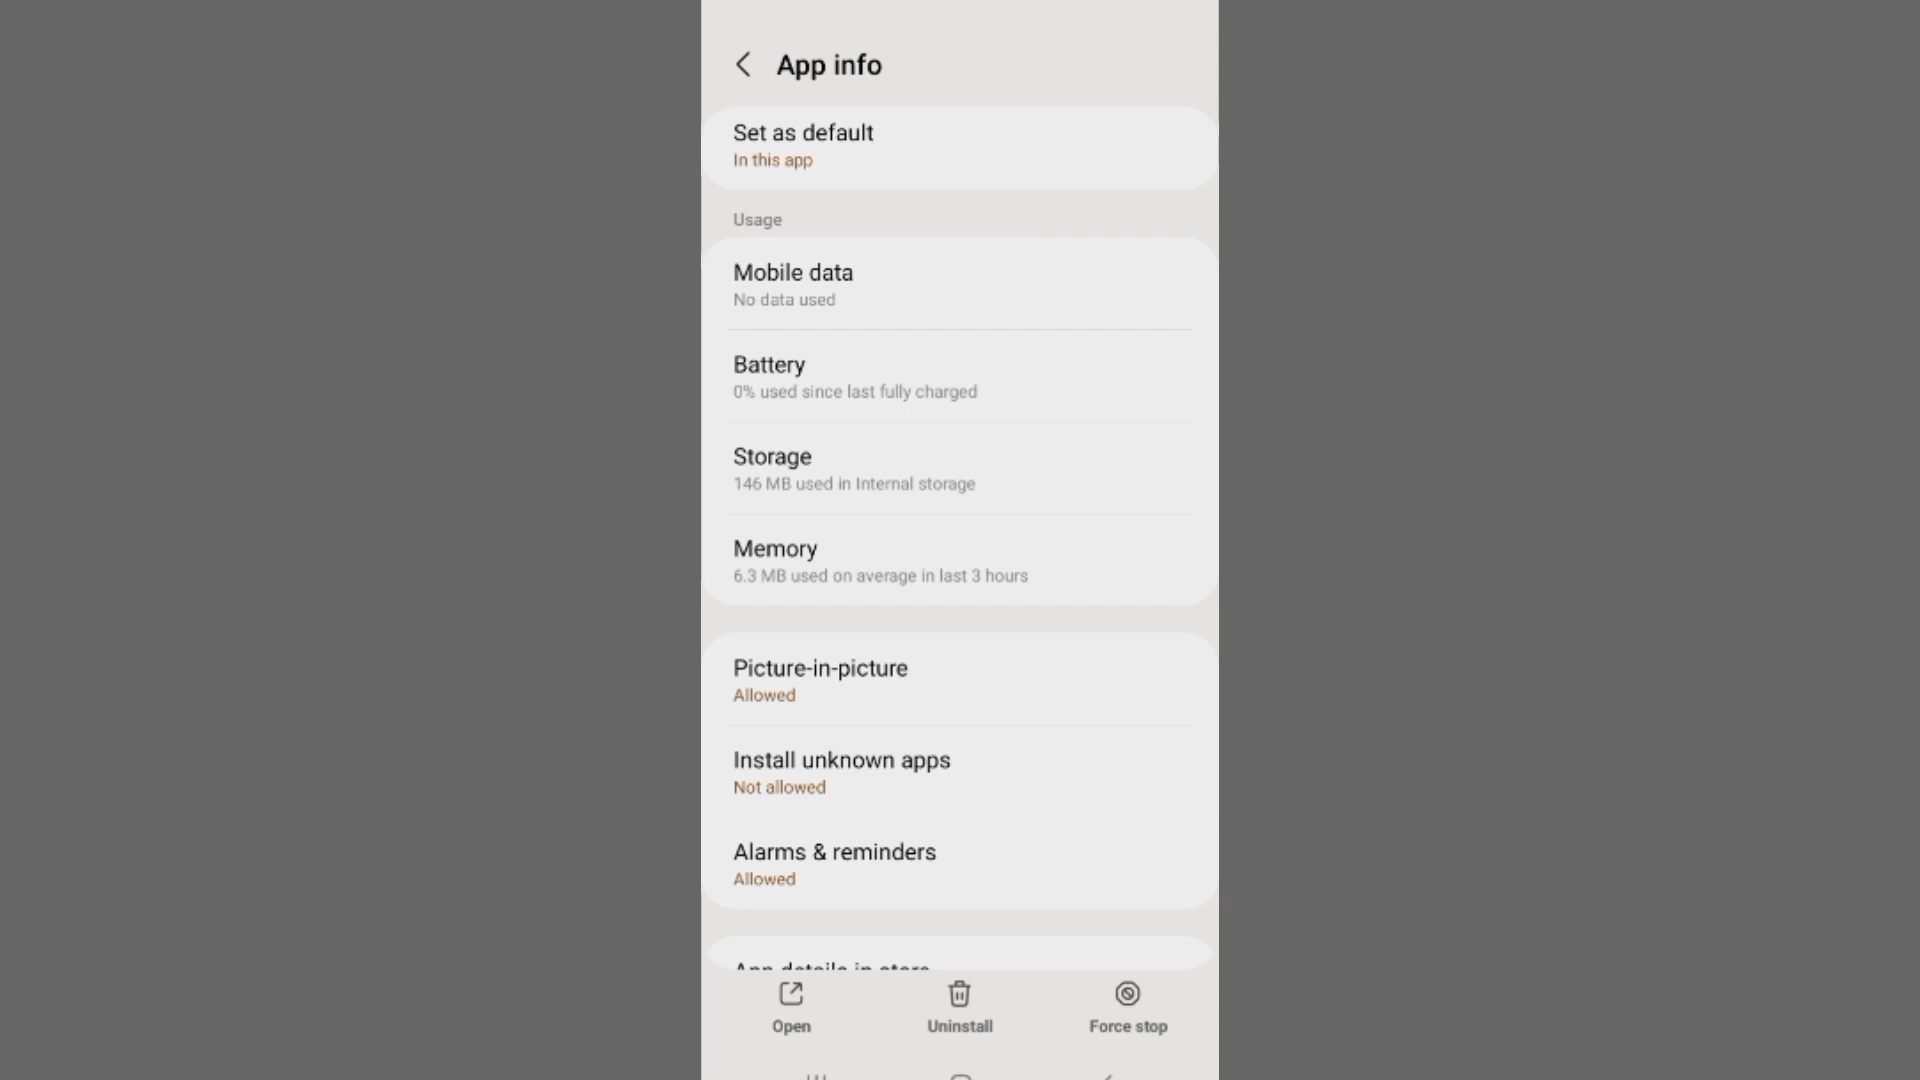 App info
Set as default
In this app
Usage
Mobile data
No data used
Battery
0% used since last fully charged
Storage
146 MB used in Internal storage
Memory
6.3 MB used on average in last 3 hours
Picture-in-picture
Allowed
Install unknown apps
Not allowed
Alarms & reminders
Allowed
App details in store
Open
Uninstall
Force stop